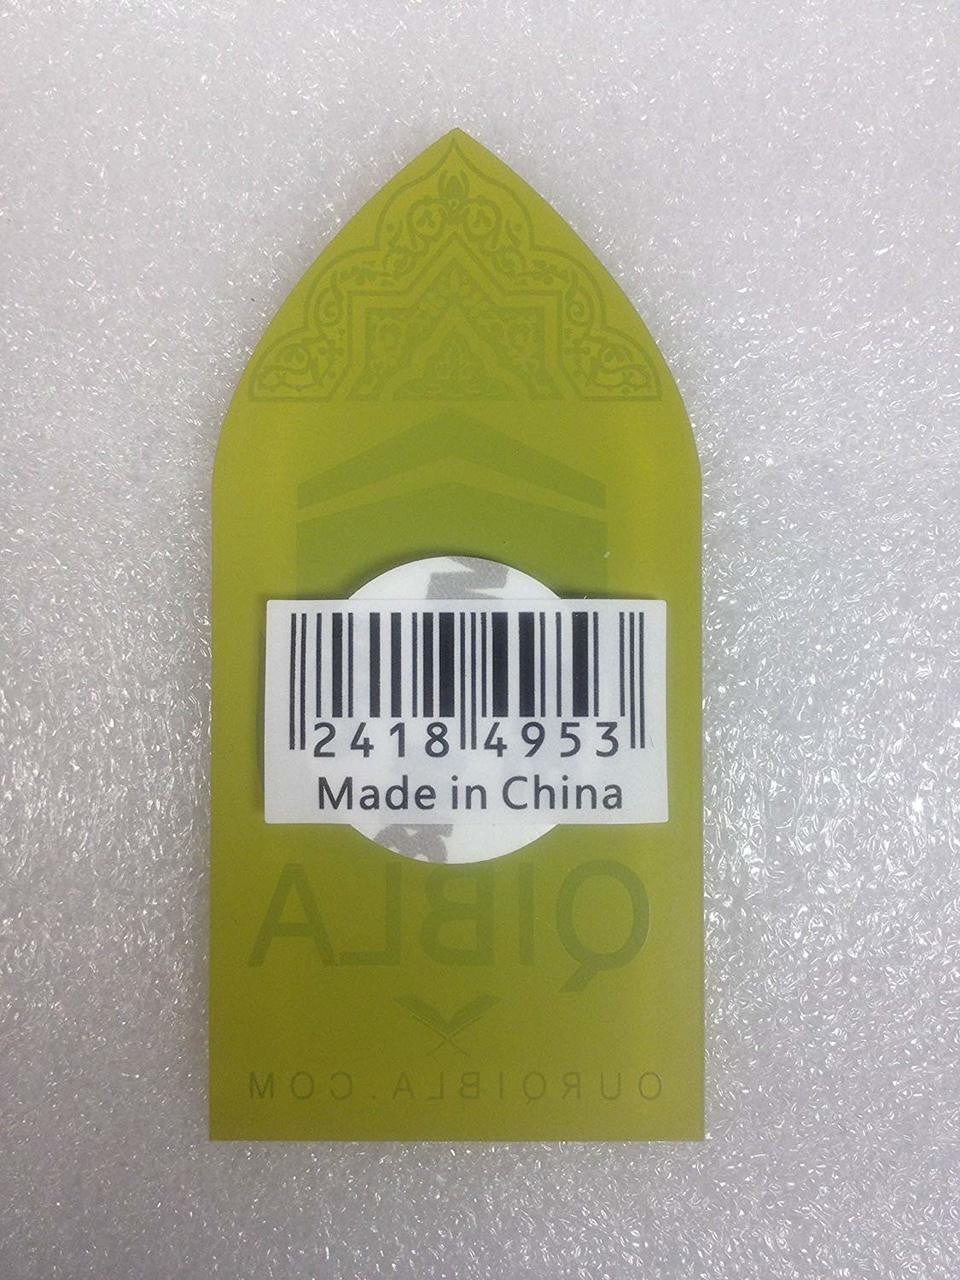 2418 4953
Made in China
QIBLA
OURQIBLA.COM